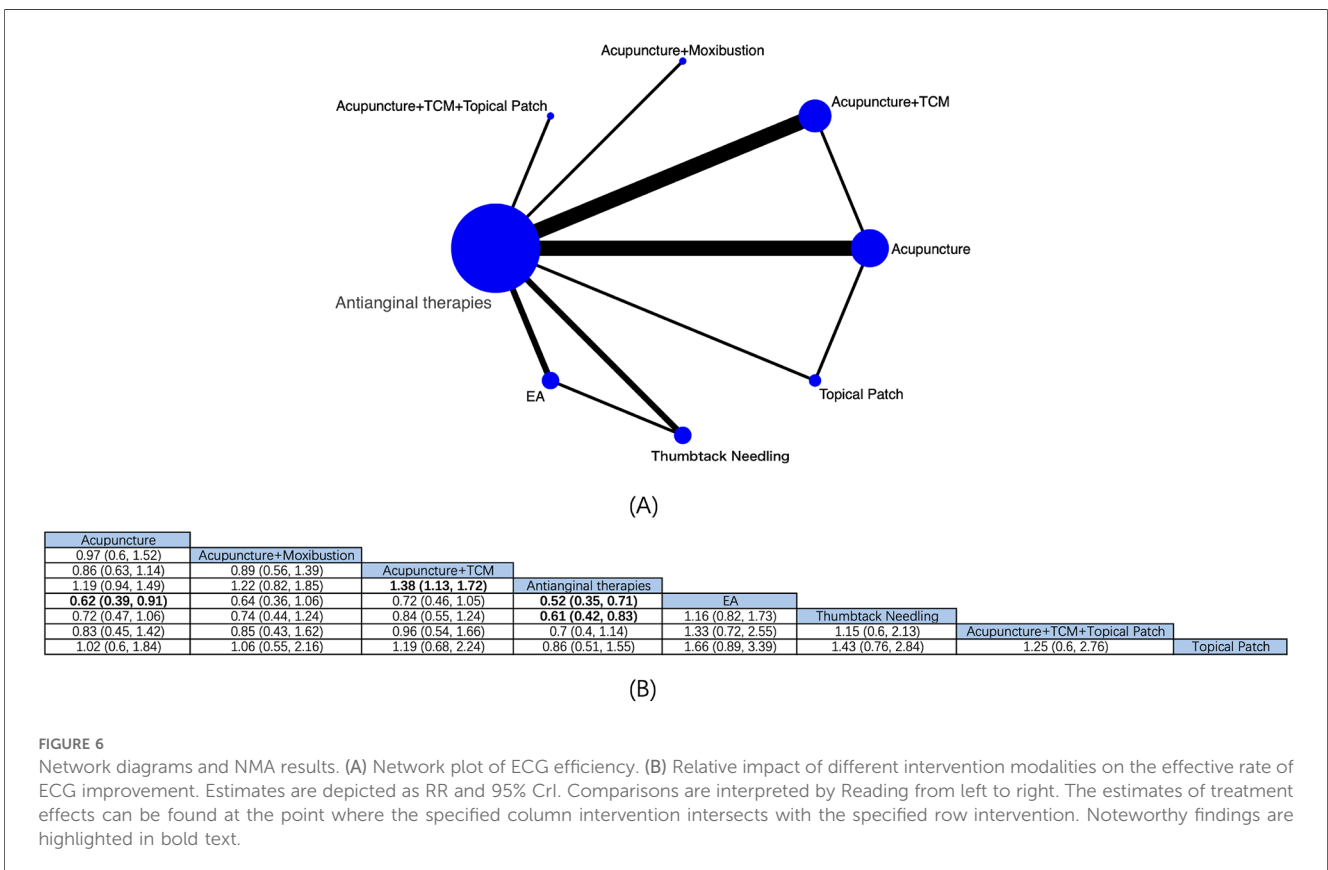 Acupuncture+Moxibustion
Acupuncture+TCM+Topical Patch
Acupuncture+TCM
Acupuncture
Antianginal therapies
EA
Topical Patch
Thumbtack Needling
(A)
Acupuncture
0.97 (0.6, 1.52) Acupuncture+Moxibustion
0.86 (0.63, 1.14) 0.89 (0.56, 1.39) Acupuncture+TCM
1.19 (0.94, 1.49) 1.22 (0.82, 1.85) 1.38 (1.13, 1.72) Antianginal therapies
0.62 (0.39, 0.91) 0.64 (0.36, 1.06) 0.72 (0.46, 1.05) 0.52 (0.35, 0.71) EA
0.72 (0.47, 1.06) 0.74 (0.44, 1.24) 0.84 (0.55, 1.24) 0.61 (0.42, 0.83) 1.16 (0.82, 1.73) Thumbtack Needling
0.83 (0.45, 1.42) 0.85 (0.43, 1.62) 0.96 (0.54, 1.66) 0.7 (0.4, 1.14) 1.33 (0.72, 2.55) 1.15 (0.6, 2.13) Acupuncture+TCM+Topical Patch
1.02 (0.6, 1.84) 1.06 (0.55, 2.16) 1.19 (0.68, 2.24) 0.86 (0.51, 1.55) 1.66 (0.89, 3.39) 1.43 (0.76, 2.84) 1.25 (0.6, 2.76) Topical Patch
(B)
FIGURE 6
Network diagrams and NMA results. (A) Network plot of ECG efficiency. (B) Relative impact of different intervention modalities on the effective rate of
ECG improvement. Estimates are depicted as RR and 95% CrI. Comparisons are interpreted by Reading from left to right. The estimates of treatment
effects can be found at the point where the specified column intervention intersects with the specified row intervention. Noteworthy findings are
highlighted in bold text.